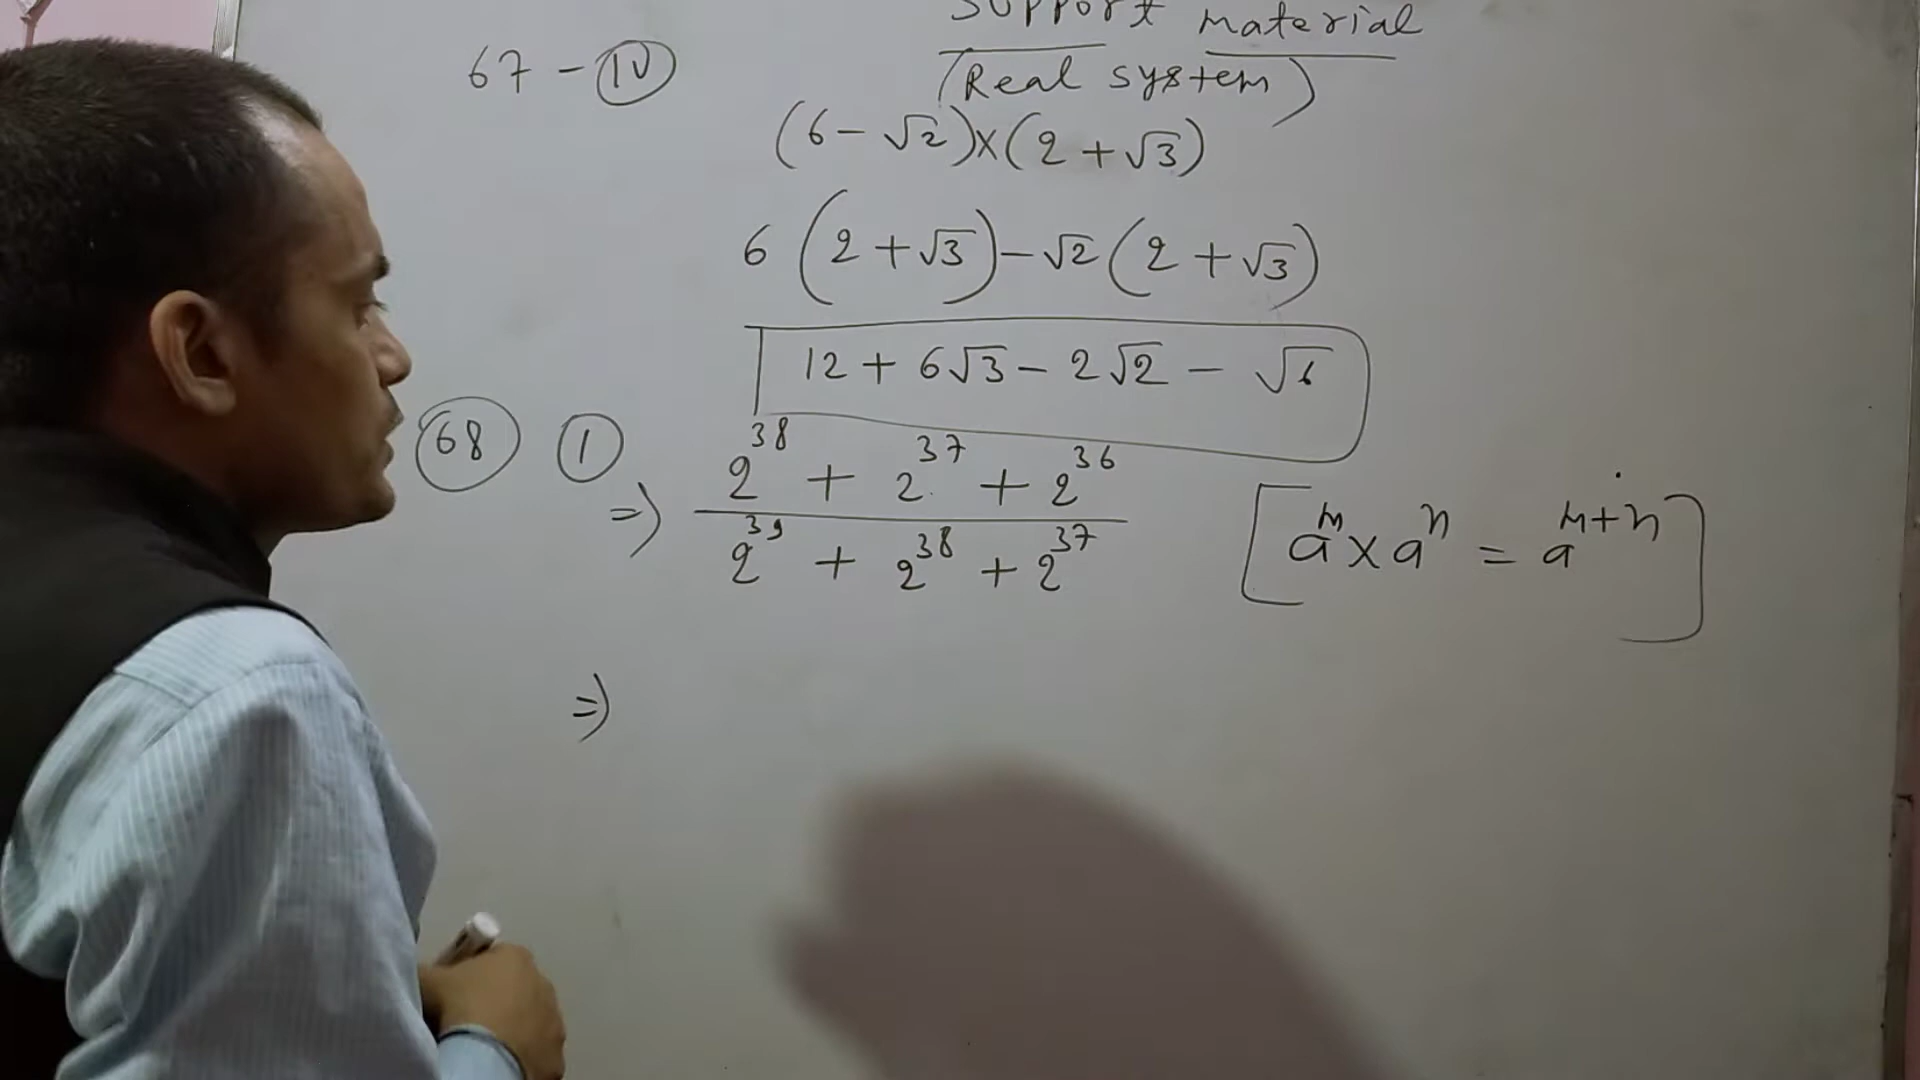 Support material
67 - (IV)
(Real system)
(6 - √2)×(2 + √3)
6 (2 + √3) - √2 (2 + √3)
12 + 6√3 - 2√2 - √6
(68) (1)
=> (2^38 + 2^37 + 2^36) / (2^39 + 2^38 + 2^37) [a^m × a^n = a^(m+n)]
=>